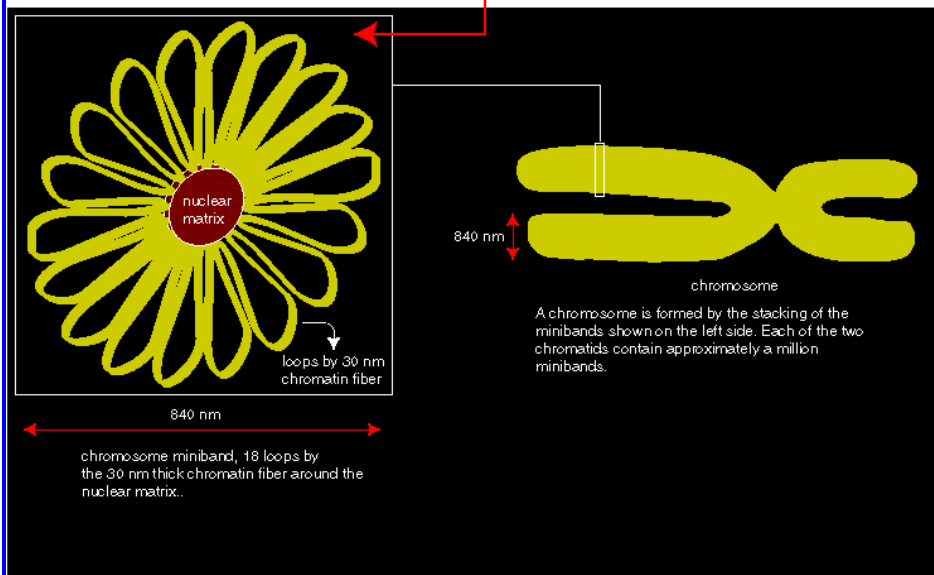 nuclear
matrix
loops by 30 nm
chromatin fiber
840 nm
chromosome miniband, 18 loops by
the 30 nm thick chromatin fiber around the
nuclear matrix..
840 nm
chromosome
A chromosome is formed by the stacking of the
minibands shown on the left side. Each of the two
chromatids contain approximately a million
minibands.